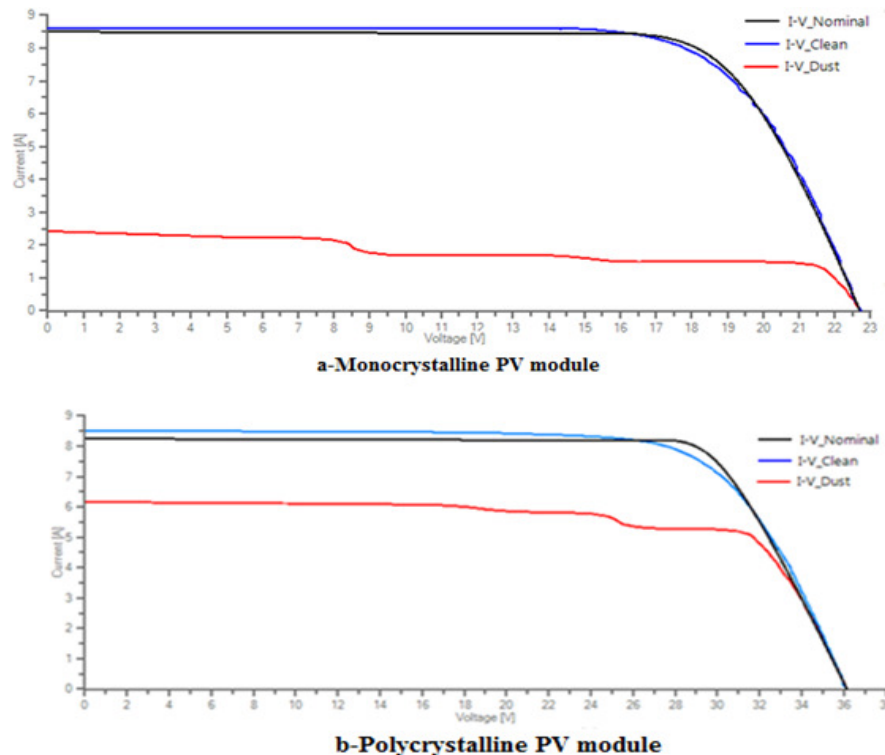 9
8
7
6
5
4
3
2
1
0
Current [A]
I-V_Nominal
I-V_Clean
I-V_Dust
0 1 2 3 4 5 6 7 8 9 10 11 12 13 14 15 16 17 18 19 20 21 22 23
Voltage [V]
a-Monocrystalline PV module
9
8
7
6
5
4
3
2
1
0
Current [A]
I-V_Nominal
I-V_Clean
I-V_Dust
0 2 4 6 8 10 12 14 16 18 20 22 24 26 28 30 32 34 36
Voltage [V]
b-Polycrystalline PV module